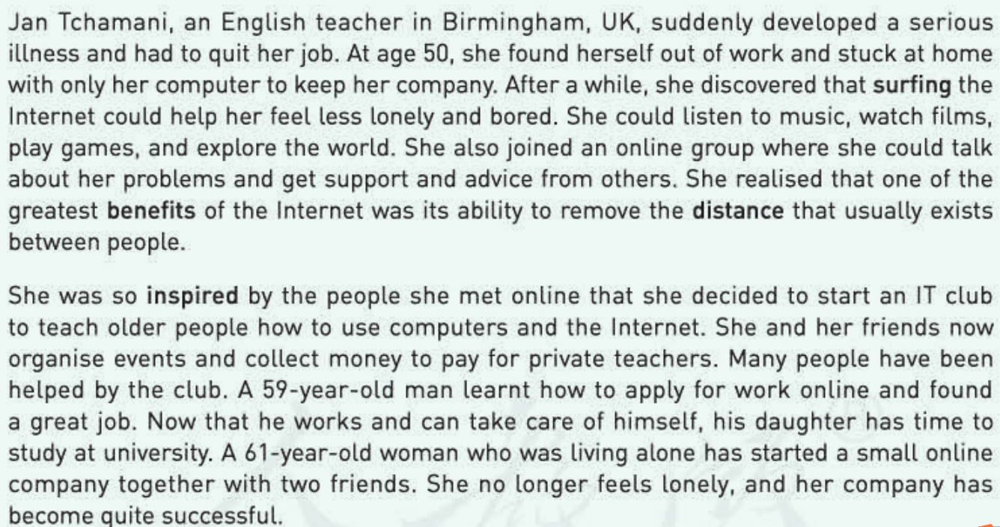 Jan Tchamani, an English teacher in Birmingham, UK, suddenly developed a serious
illness and had to quit her job. At age 50, she found herself out of work and stuck at home
with only her computer to keep her company. After a while, she discovered that surfing the
Internet could help her feel less lonely and bored. She could listen to music, watch films,
play games, and explore the world. She also joined an online group where she could talk
about her problems and get support and advice from others. She realised that one of the
greatest benefits of the Internet was its ability to remove the distance that usually exists
between people.
She was so inspired by the people she met online that she decided to start an IT club
to teach older people how to use computers and the Internet. She and her friends now
organise events and collect money to pay for private teachers. Many people have been
helped by the club. A 59-year-old man learnt how to apply for work online and found
a great job. Now that he works and can take care of himself, his daughter has time to
study at university. A 61-year-old woman who was living alone has started a small online
company together with two friends. She no longer feels lonely, and her company has
become quite successful.